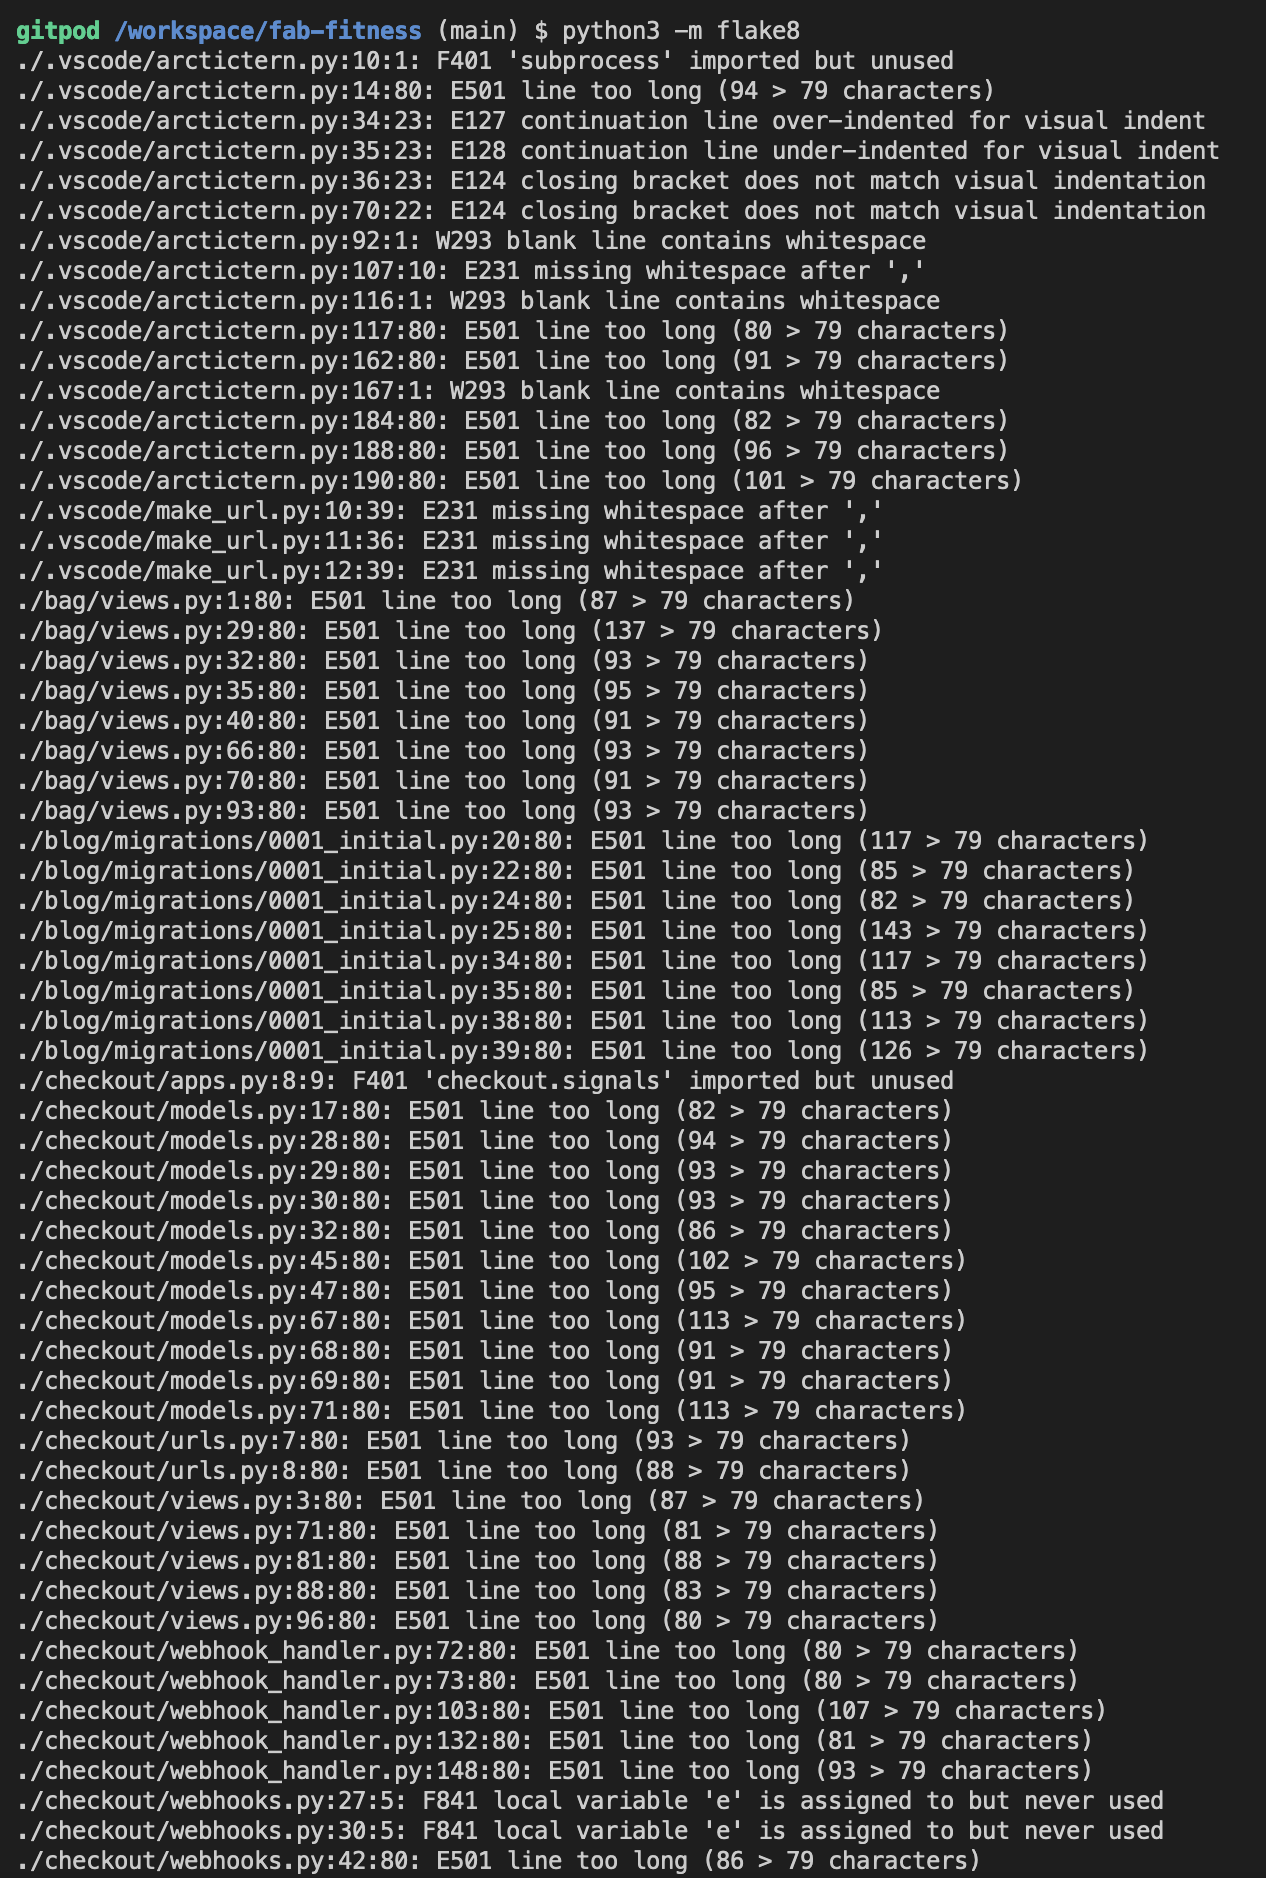 gitpod /workspace/fab-fitness (main) $ python3 -m flake8
./.vscode/arctictern.py:10:1: F401 'subprocess' imported but unused
./.vscode/arctictern.py:14:80: E501 line too long (94 > 79 characters)
./.vscode/arctictern.py:34:23: E127 continuation line over-indented for visual indent
./.vscode/arctictern.py:35:23: E128 continuation line under-indented for visual indent
./.vscode/arctictern.py:36:23: E124 closing bracket does not match visual indentation
./.vscode/arctictern.py:70:22: E124 closing bracket does not match visual indentation
./.vscode/arctictern.py:92:1: W293 blank line contains whitespace
./.vscode/arctictern.py:107:10: E231 missing whitespace after ','
./.vscode/arctictern.py:116:1: W293 blank line contains whitespace
./.vscode/arctictern.py:117:80: E501 line too long (80 > 79 characters)
./.vscode/arctictern.py:162:80: E501 line too long (91 > 79 characters)
./.vscode/arctictern.py:167:1: W293 blank line contains whitespace
./.vscode/arctictern.py:184:80: E501 line too long (82 > 79 characters)
./.vscode/arctictern.py:188:80: E501 line too long (96 > 79 characters)
./.vscode/arctictern.py:190:80: E501 line too long (101 > 79 characters)
./.vscode/make_url.py:10:39: E231 missing whitespace after ','
./.vscode/make_url.py:11:36: E231 missing whitespace after ','
./.vscode/make_url.py:12:39: E231 missing whitespace after ','
./bag/views.py:1:80: E501 line too long (87 > 79 characters)
./bag/views.py:29:80: E501 line too long (137 > 79 characters)
./bag/views.py:32:80: E501 line too long (93 > 79 characters)
./bag/views.py:35:80: E501 line too long (95 > 79 characters)
./bag/views.py:40:80: E501 line too long (91 > 79 characters)
./bag/views.py:66:80: E501 line too long (93 > 79 characters)
./bag/views.py:70:80: E501 line too long (91 > 79 characters)
./bag/views.py:93:80: E501 line too long (93 > 79 characters)
./blog/migrations/0001_initial.py:20:80: E501 line too long (117 > 79 characters)
./blog/migrations/0001_initial.py:22:80: E501 line too long (85 > 79 characters)
./blog/migrations/0001_initial.py:24:80: E501 line too long (82 > 79 characters)
./blog/migrations/0001_initial.py:25:80: E501 line too long (143 > 79 characters)
./blog/migrations/0001_initial.py:34:80: E501 line too long (117 > 79 characters)
./blog/migrations/0001_initial.py:35:80: E501 line too long (85 > 79 characters)
./blog/migrations/0001_initial.py:38:80: E501 line too long (113 > 79 characters)
./blog/migrations/0001_initial.py:39:80: E501 line too long (126 > 79 characters)
./checkout/apps.py:8:9: F401 'checkout.signals' imported but unused
./checkout/models.py:17:80: E501 line too long (82 > 79 characters)
./checkout/models.py:28:80: E501 line too long (94 > 79 characters)
./checkout/models.py:29:80: E501 line too long (93 > 79 characters)
./checkout/models.py:30:80: E501 line too long (93 > 79 characters)
./checkout/models.py:32:80: E501 line too long (86 > 79 characters)
./checkout/models.py:45:80: E501 line too long (102 > 79 characters)
./checkout/models.py:47:80: E501 line too long (95 > 79 characters)
./checkout/models.py:67:80: E501 line too long (113 > 79 characters)
./checkout/models.py:68:80: E501 line too long (91 > 79 characters)
./checkout/models.py:69:80: E501 line too long (91 > 79 characters)
./checkout/models.py:71:80: E501 line too long (113 > 79 characters)
./checkout/urls.py:7:80: E501 line too long (93 > 79 characters)
./checkout/urls.py:8:80: E501 line too long (88 > 79 characters)
./checkout/views.py:3:80: E501 line too long (87 > 79 characters)
./checkout/views.py:71:80: E501 line too long (81 > 79 characters)
./checkout/views.py:81:80: E501 line too long (88 > 79 characters)
./checkout/views.py:88:80: E501 line too long (83 > 79 characters)
./checkout/views.py:96:80: E501 line too long (80 > 79 characters)
./checkout/webhook_handler.py:72:80: E501 line too long (80 > 79 characters)
./checkout/webhook_handler.py:73:80: E501 line too long (80 > 79 characters)
./checkout/webhook_handler.py:103:80: E501 line too long (107 > 79 characters)
./checkout/webhook_handler.py:132:80: E501 line too long (81 > 79 characters)
./checkout/webhook_handler.py:148:80: E501 line too long (93 > 79 characters)
./checkout/webhooks.py:27:5: F841 local variable 'e' is assigned to but never used
./checkout/webhooks.py:30:5: F841 local variable 'e' is assigned to but never used
./checkout/webhooks.py:42:80: E501 line too long (86 > 79 characters)